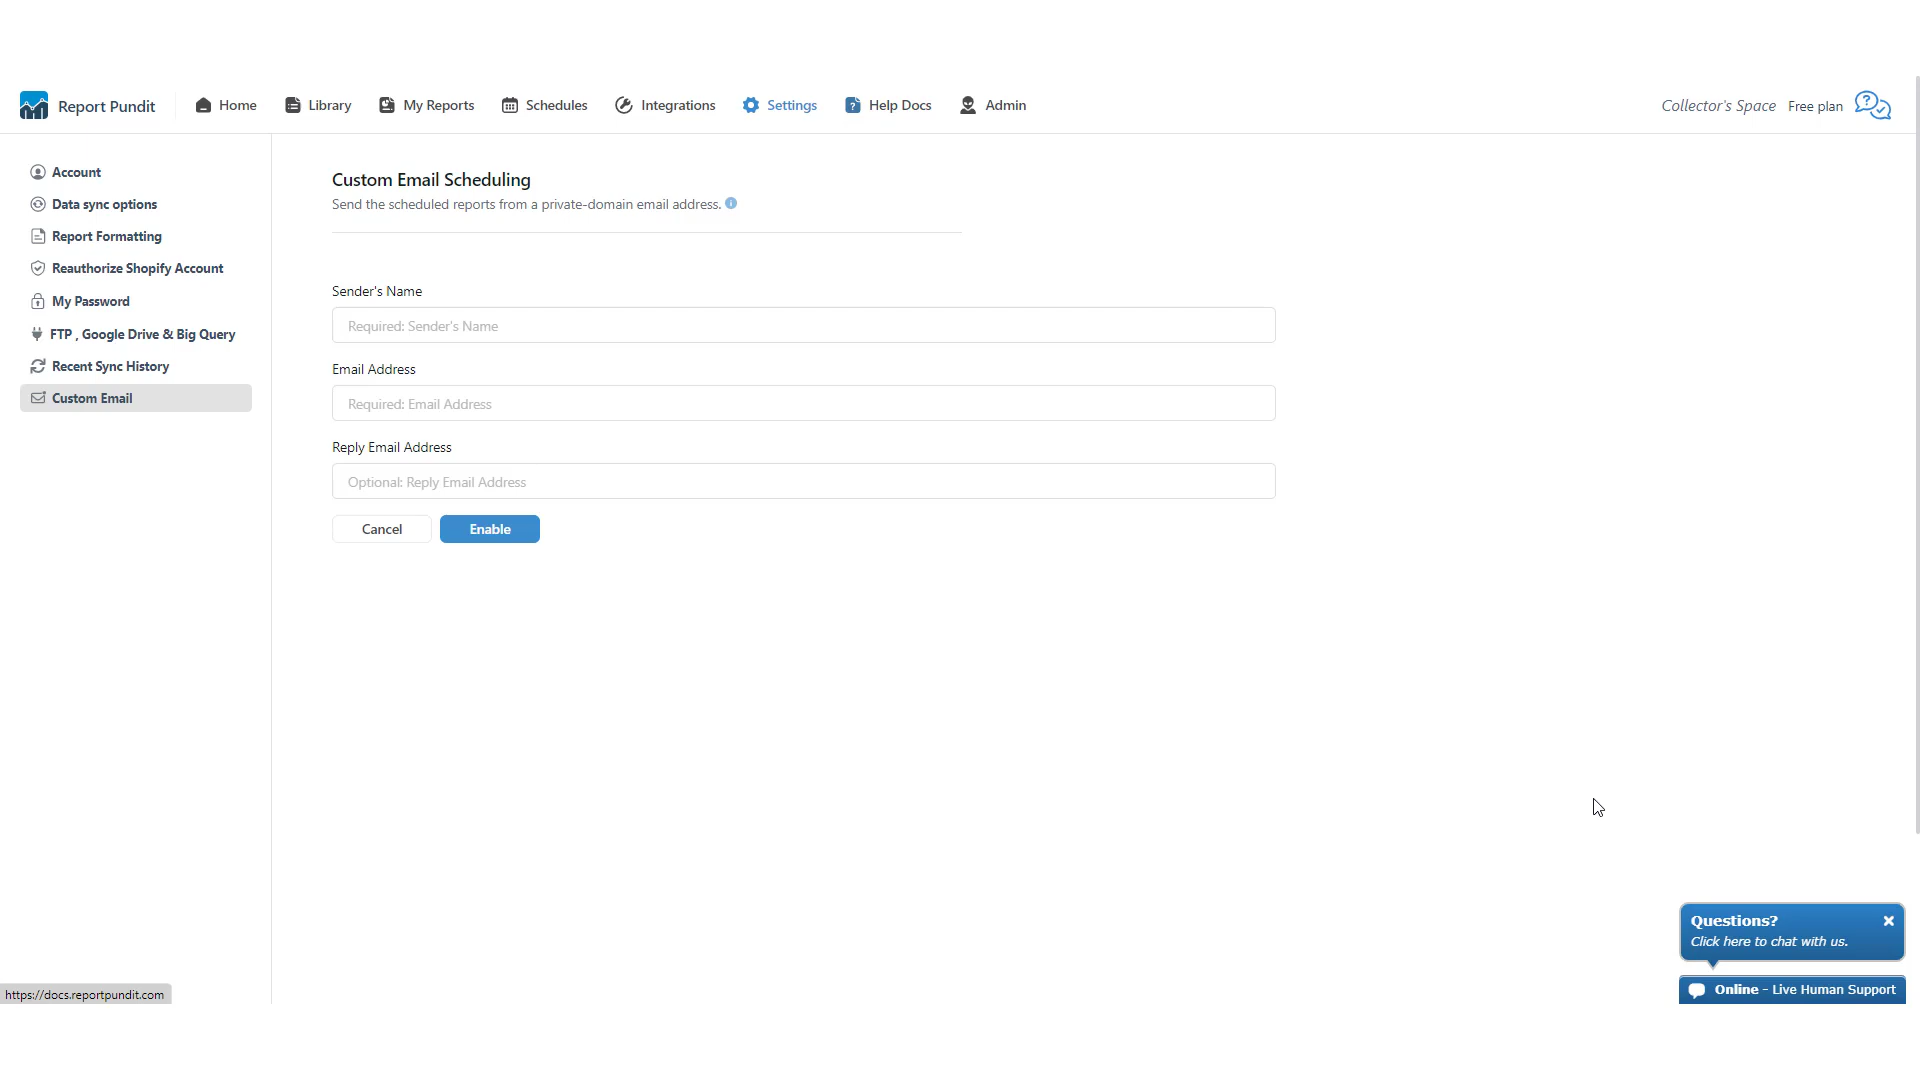 Report Pundit
Home
Library
My Reports
Schedules
Integrations
Settings
Help Docs
Admin
Collector's Space
Free plan
Account
Data sync options
Report Formatting
Reauthorize Shopify Account
My Password
FTP , Google Drive & Big Query
Recent Sync History
Custom Email
Custom Email Scheduling
Send the scheduled reports from a private-domain email address.
Sender's Name
Required: Sender's Name
Email Address
Required: Email Address
Reply Email Address
Optional: Reply Email Address
Cancel
Enable
Questions?
Click here to chat with us.
Online - Live Human Support
https://docs.reportpundit.com